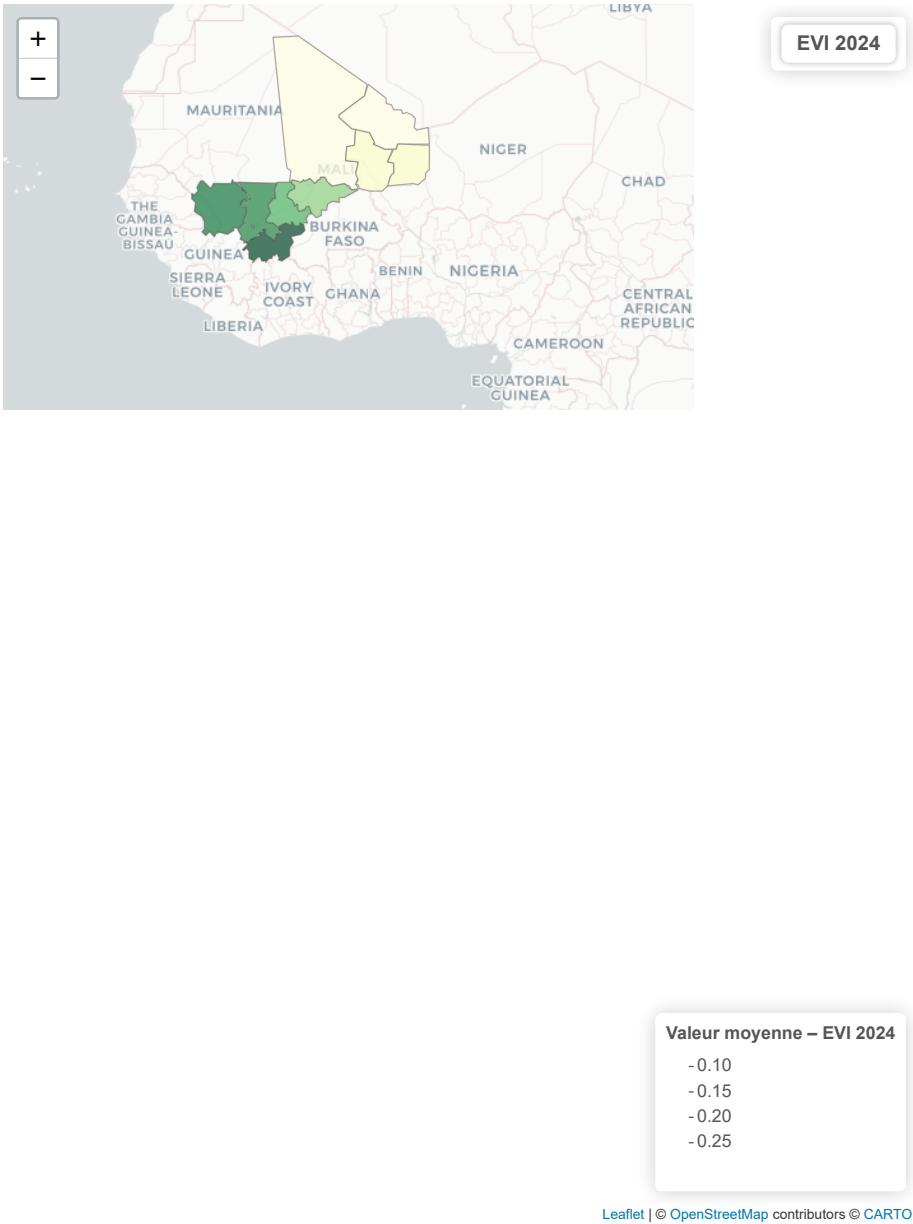 +
−
LIBYA
EVI 2024
MAURITANIA
NIGER
MALI
CHAD
THE
GAMBIA
GUINEA-
BISSAU
BURKINA
FASO
GUINEA
SIERRA
LEONE
IVORY
COAST
GHANA
BENIN
NIGERIA
LIBERIA
CENTRAL
AFRICAN
REPUBLIC
CAMEROON
EQUATORIAL
GUINEA
Valeur moyenne – EVI 2024
- 0.10
- 0.15
- 0.20
- 0.25
Leaflet | © OpenStreetMap contributors © CARTO